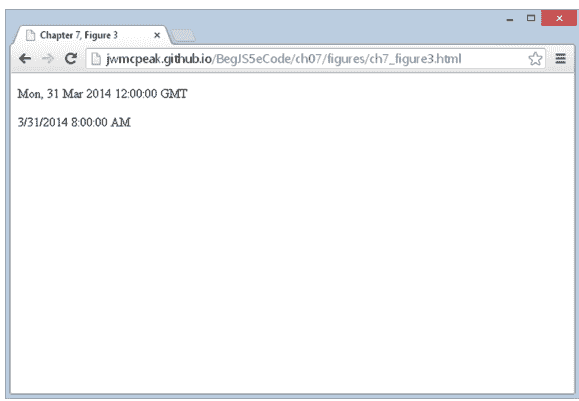 Chapter 7, Figure 3
jwmcpeak.github.io/BegJS5eCode/ch07/figures/ch7_figure3.html
Mon, 31 Mar 2014 12:00:00 GMT
3/31/2014 8:00:00 AM